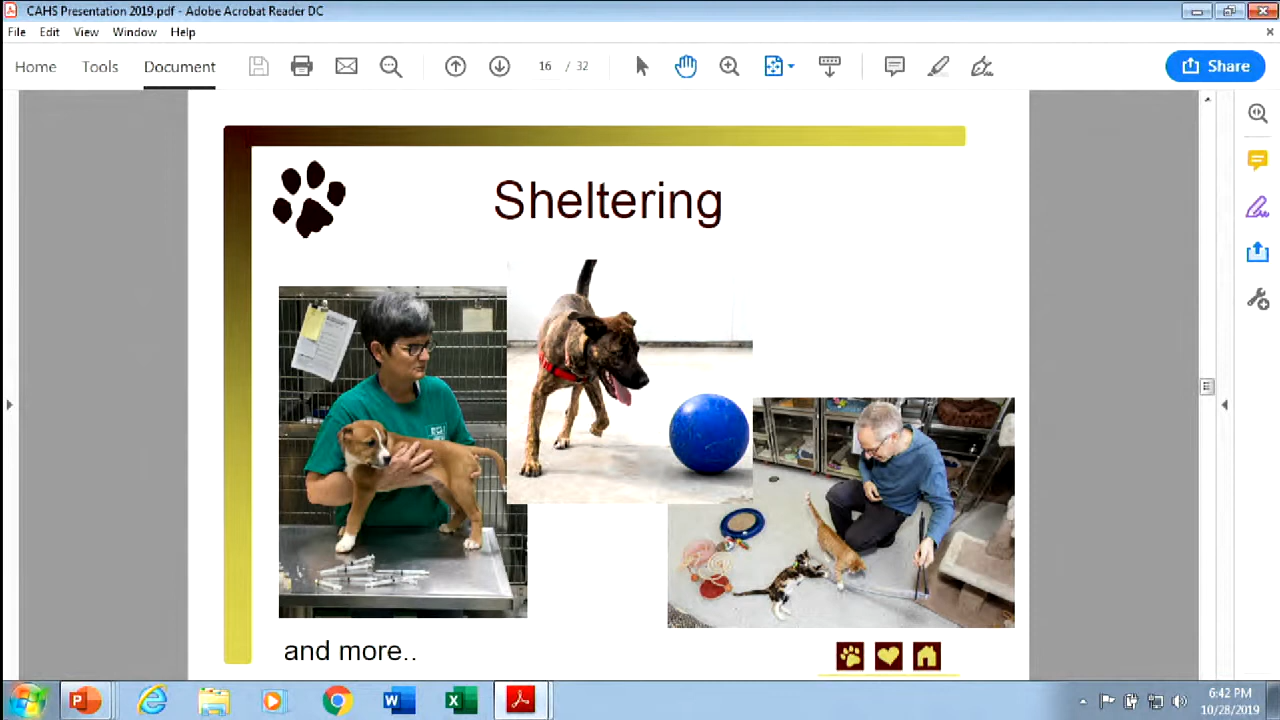 CAHS Presentation 2019.pdf - Adobe Acrobat Reader DC
File Edit View Window Help
Home Tools Document 16 / 32 Share
Sheltering
and more..
6:42 PM
10/28/2019